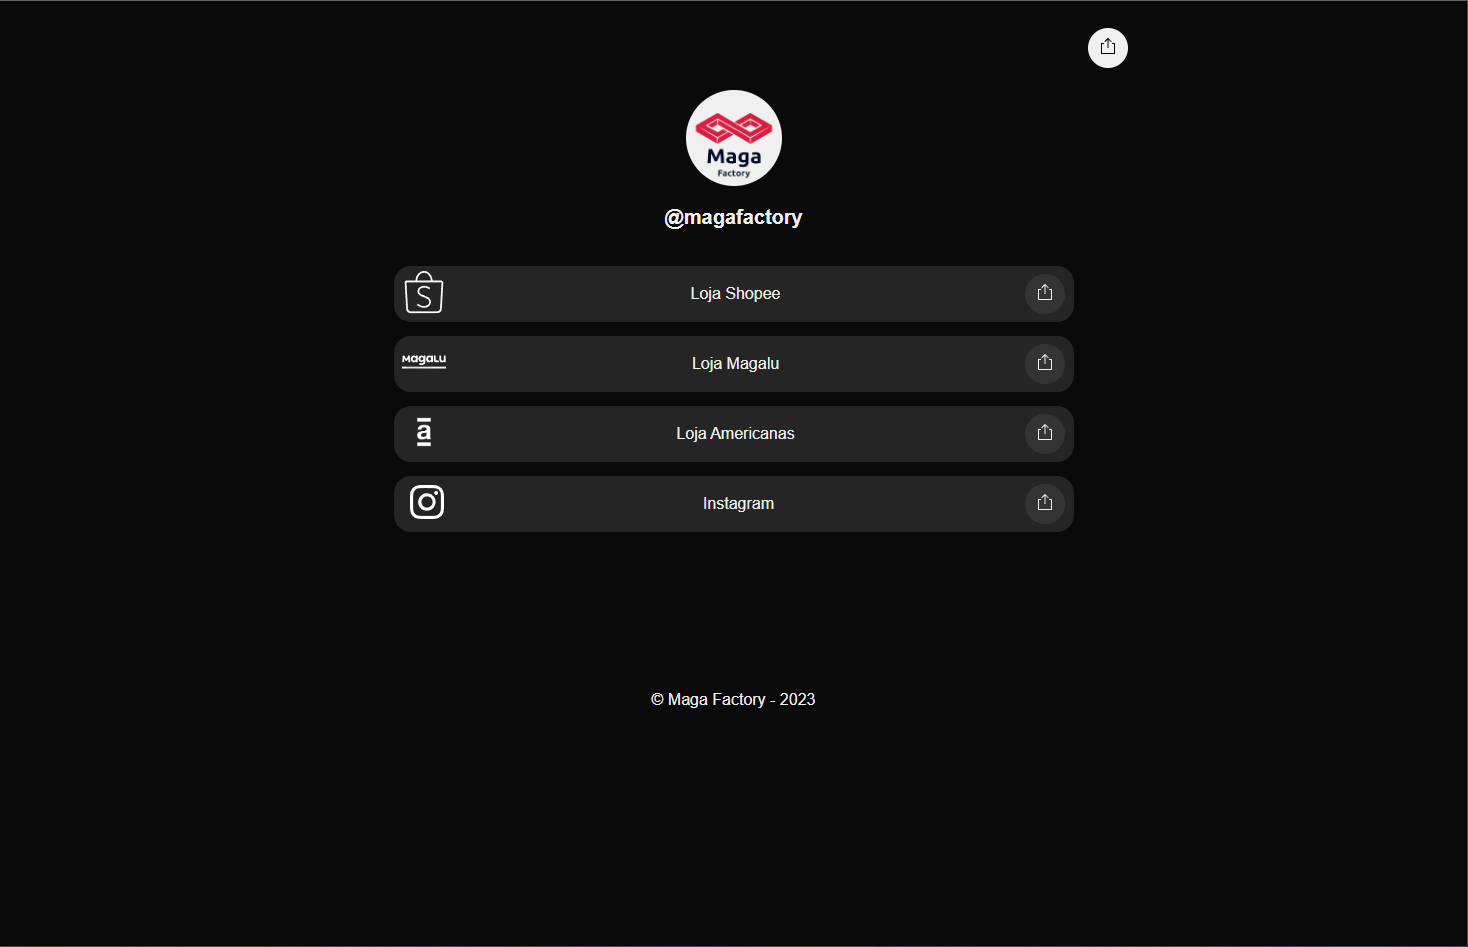 Maga
Factory
@magafactory
S
Loja Shopee
Magalu
Loja Magalu
a
Loja Americanas
Instagram
© Maga Factory - 2023